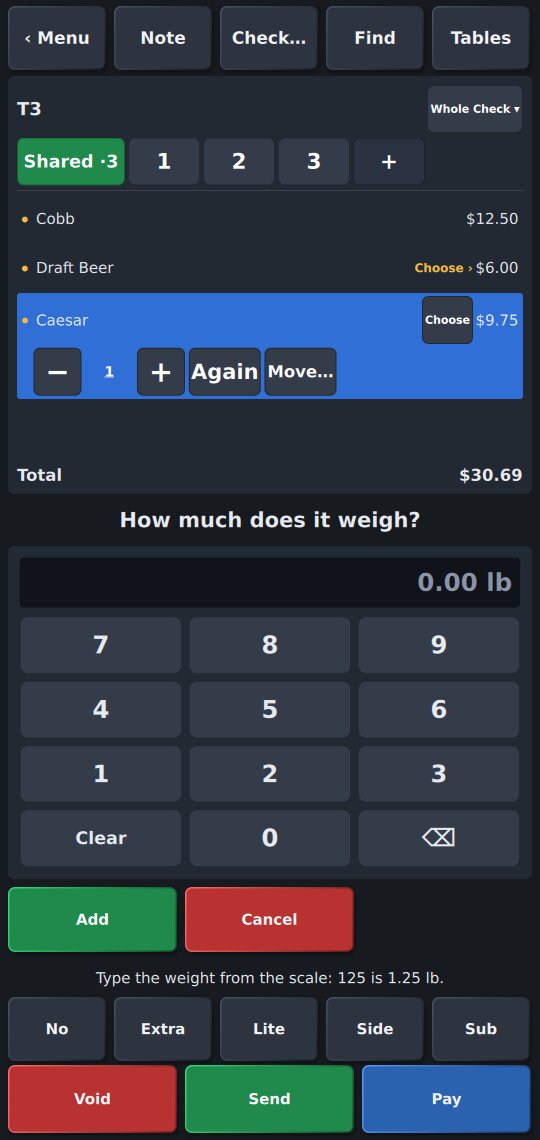 ‹ Menu Note Check… Find Tables
T3 Whole Check ▾
Shared ·3 1 2 3 +
• Cobb $12.50
• Draft Beer Choose › $6.00
• Caesar Choose $9.75
− 1 + Again Move…
Total $30.69
How much does it weigh?
0.00 lb
7 8 9
4 5 6
1 2 3
Clear 0 ⌫
Add Cancel
Type the weight from the scale: 125 is 1.25 lb.
No Extra Lite Side Sub
Void Send Pay